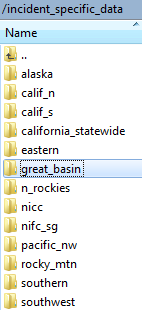 /incident_specific_data
Name
..
alaska
calif_n
calif_s
california_statewide
eastern
great_basin
n_rockies
nicc
nifc_sg
pacific_nw
rocky_mtn
southern
southwest